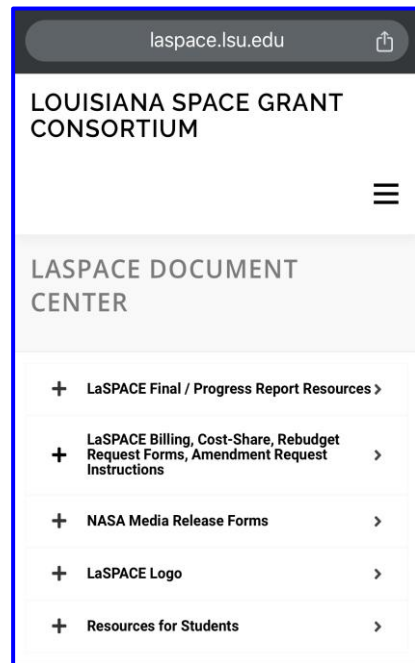 laspace.lsu.edu
LOUISIANA SPACE GRANT
CONSORTIUM
LASPACE DOCUMENT
CENTER
LaSPACE Final / Progress Report Resources
LaSPACE Billing, Cost-Share, Rebudget
Request Forms, Amendment Request
Instructions
NASA Media Release Forms
LaSPACE Logo
Resources for Students